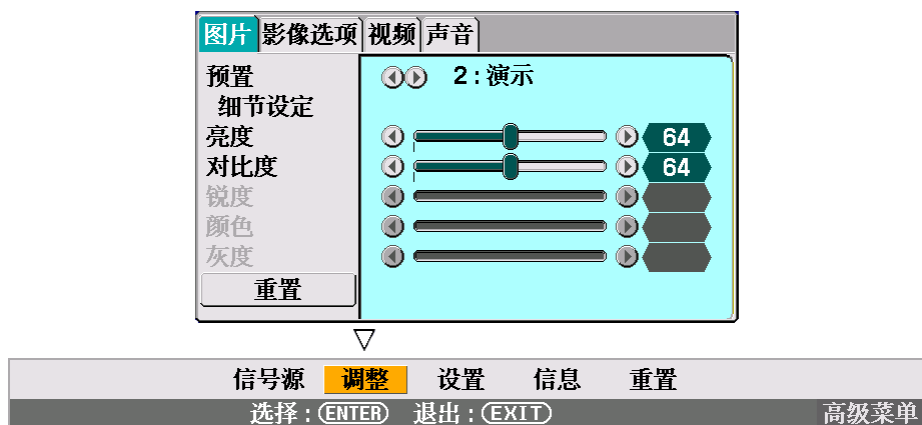 图片 影像选项 视频 声音
预置 2:演示
细节设定
亮度 64
对比度 64
锐度
颜色
灰度
重置
信号源 调整 设置 信息 重置
选择:ENTER 退出:EXIT 高级菜单